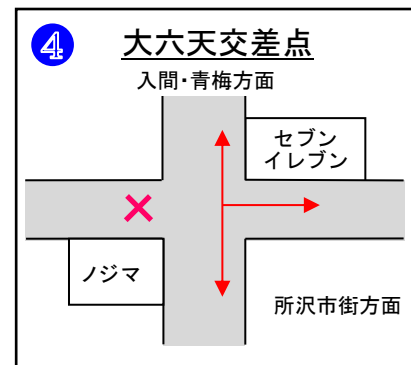 4
大六天交差点
入間・青梅方面
セブン
イレブン
ノジマ
所沢市街方面